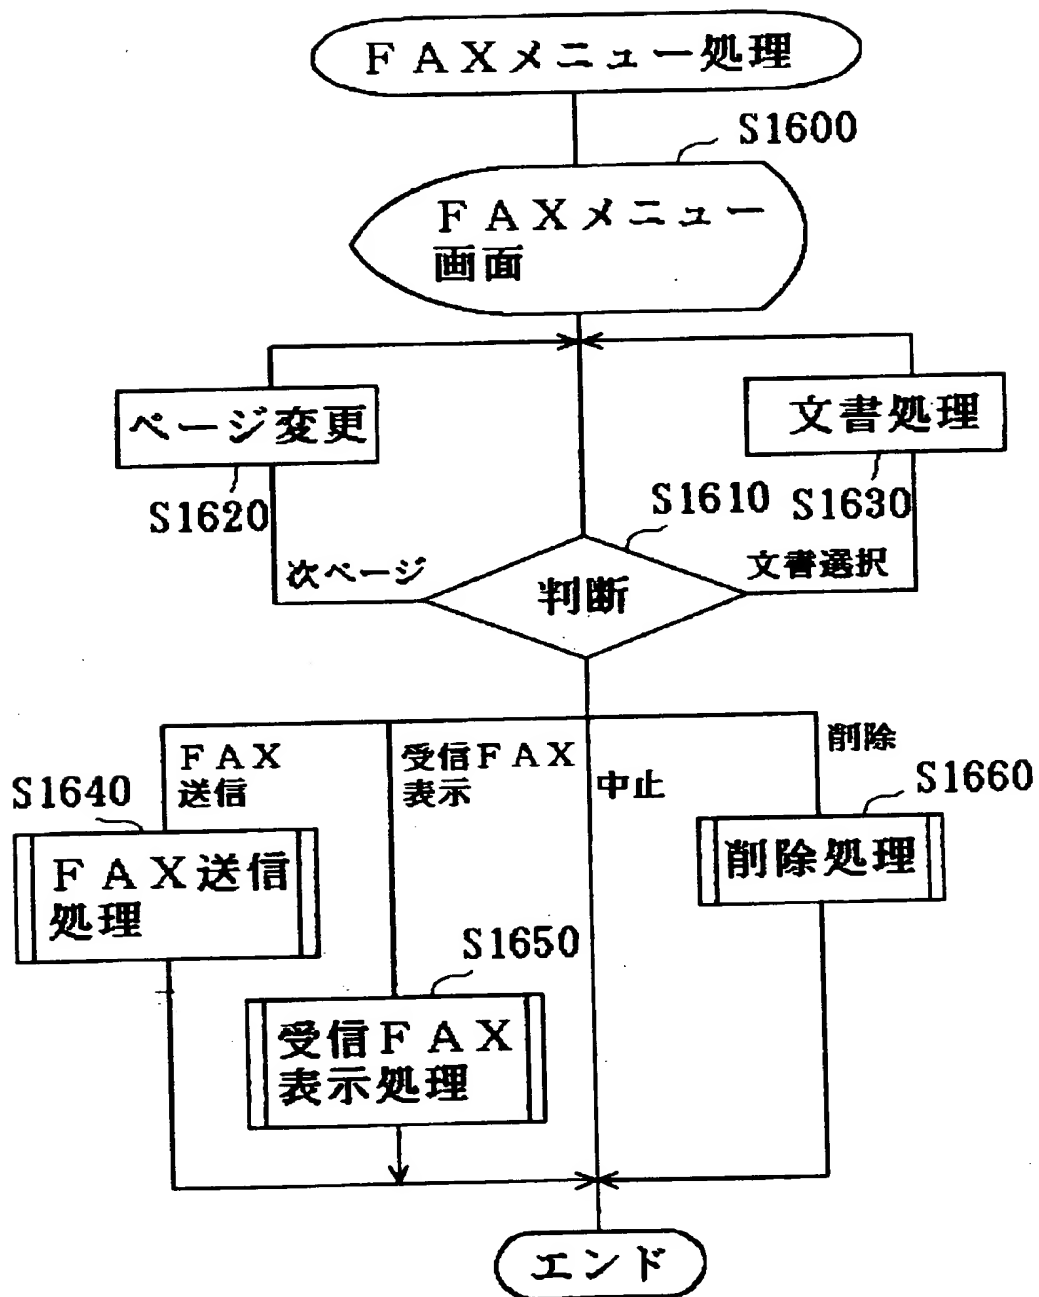 ＦＡＸメニュー処理
S1600
ＦＡＸメニュー
画面
ページ変更
文書処理
S1620
S1610
S1630
次ページ
文書選択
判断
ＦＡＸ
送信
受信ＦＡＸ
表示
中止
削除
S1640
S1660
ＦＡＸ送信
処理
削除処理
S1650
受信ＦＡＸ
表示処理
エンド